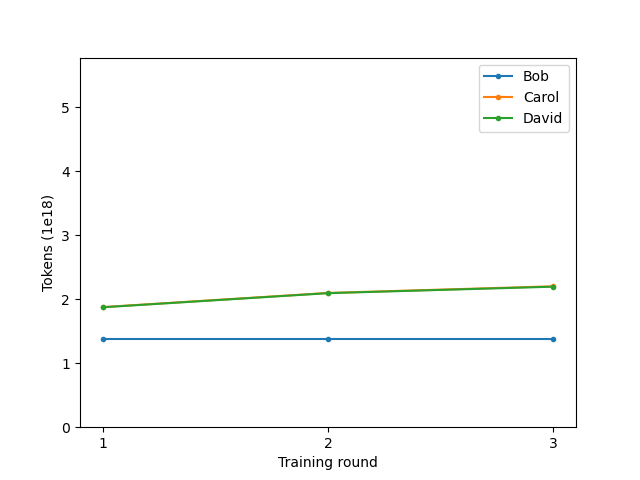 Bob
Carol
David
5
4
3
2
1
0
Tokens (1e18)
1 2 3
Training round